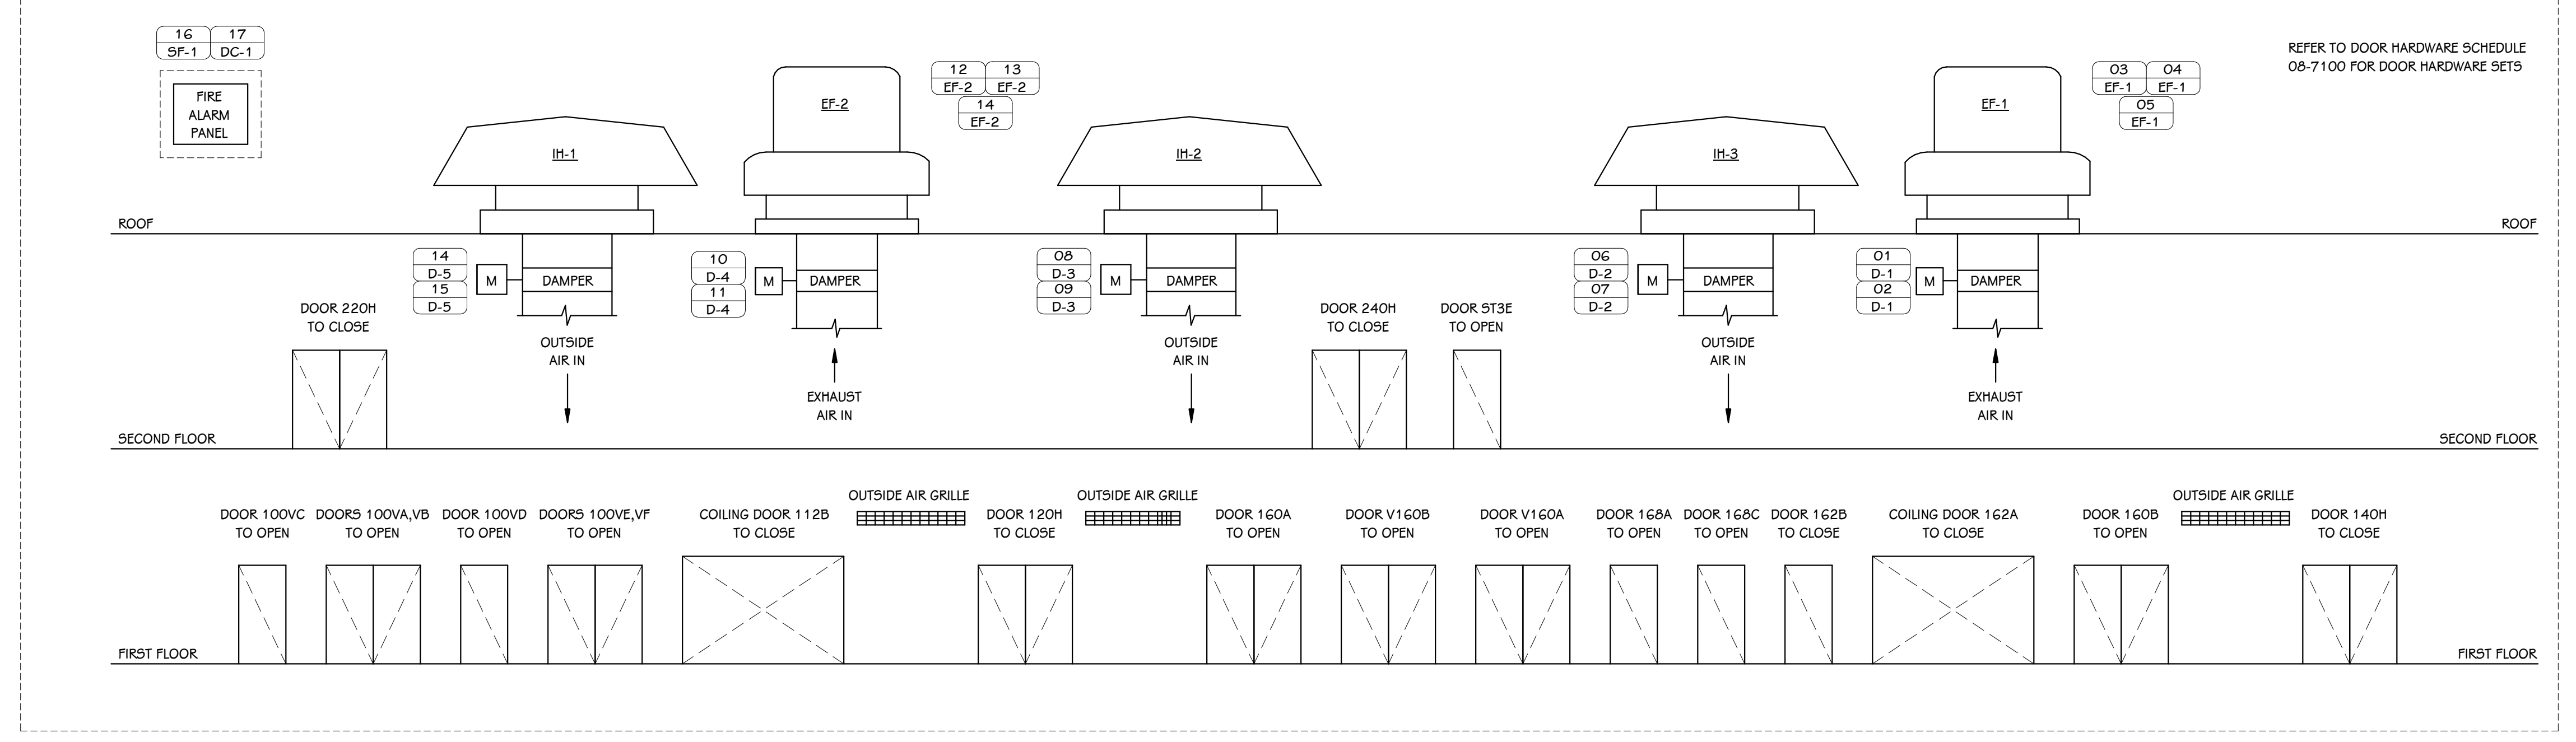 16 17
SF-1 DC-1
FIRE
ALARM
PANEL
EF-2
12 13
EF-2 EF-2
14
EF-2
EF-1
03 04
EF-1 EF-1
05
EF-1
REFER TO DOOR HARDWARE SCHEDULE
08-7100 FOR DOOR HARDWARE SETS
IH-1
IH-2
IH-3
ROOF
ROOF
14
D-5
15
D-5
M
DAMPER
10
D-4
11
D-4
M
DAMPER
08
D-3
09
D-3
M
DAMPER
06
D-2
07
D-2
M
DAMPER
01
D-1
02
D-1
M
DAMPER
DOOR 220H
TO CLOSE
OUTSIDE
AIR IN
EXHAUST
AIR IN
OUTSIDE
AIR IN
DOOR 240H
TO CLOSE
DOOR ST3E
TO OPEN
OUTSIDE
AIR IN
EXHAUST
AIR IN
SECOND FLOOR
SECOND FLOOR
DOOR 100VC
TO OPEN
DOORS 100VA,VB
TO OPEN
DOOR 100VD
TO OPEN
DOORS 100VE,VF
TO OPEN
COILING DOOR 112B
TO CLOSE
OUTSIDE AIR GRILLE
DOOR 120H
TO CLOSE
OUTSIDE AIR GRILLE
DOOR 160A
TO OPEN
DOOR V160B
TO OPEN
DOOR V160A
TO OPEN
DOOR 168A
TO OPEN
DOOR 168C
TO OPEN
DOOR 162B
TO CLOSE
COILING DOOR 162A
TO CLOSE
DOOR 160B
TO OPEN
OUTSIDE AIR GRILLE
DOOR 140H
TO CLOSE
FIRST FLOOR
FIRST FLOOR